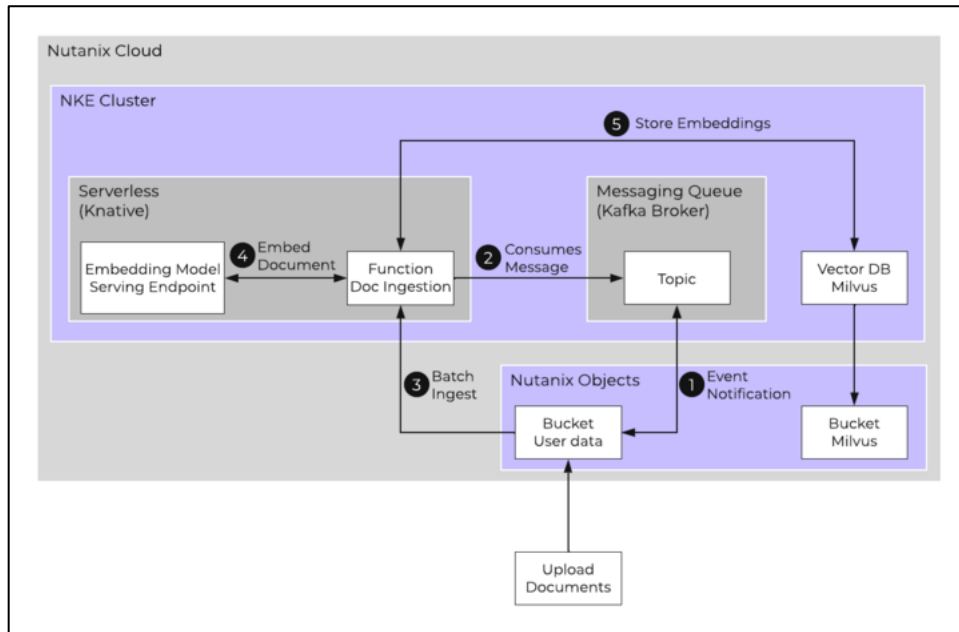 Nutanix Cloud
NKE Cluster
5 Store Embeddings
Serverless
(Knative)
Messaging Queue
(Kafka Broker)
4 Embed
Document
2 Consumes
Message
Embedding Model
Serving Endpoint
Function
Doc Ingestion
Topic
Vector DB
Milvus
3 Batch
Ingest
Nutanix Objects
1 Event
Notification
Bucket
User data
Bucket
Milvus
Upload
Documents